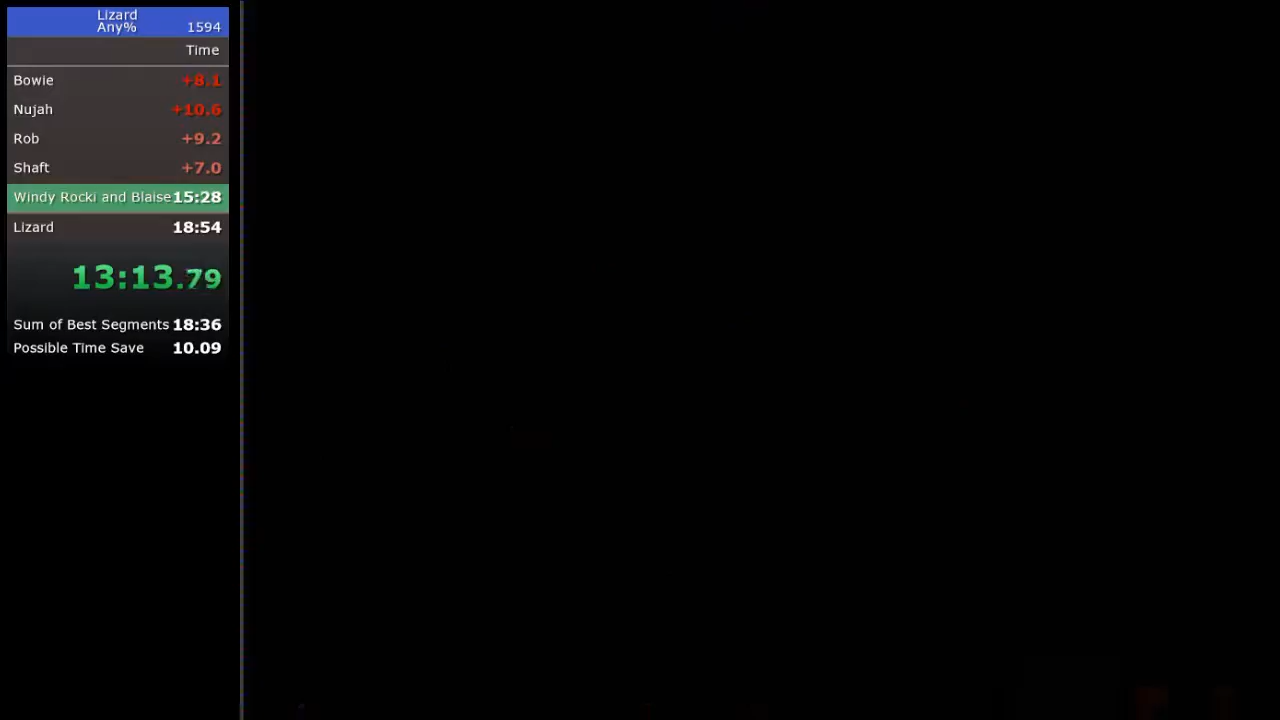 Lizard
Any% 1594
Time
Bowie +8.1
Nujah +10.6
Rob +9.2
Shaft +7.0
Windy Rocki and Blaise 15:28
Lizard 18:54
13:13.79
Sum of Best Segments 18:36
Possible Time Save 10.09